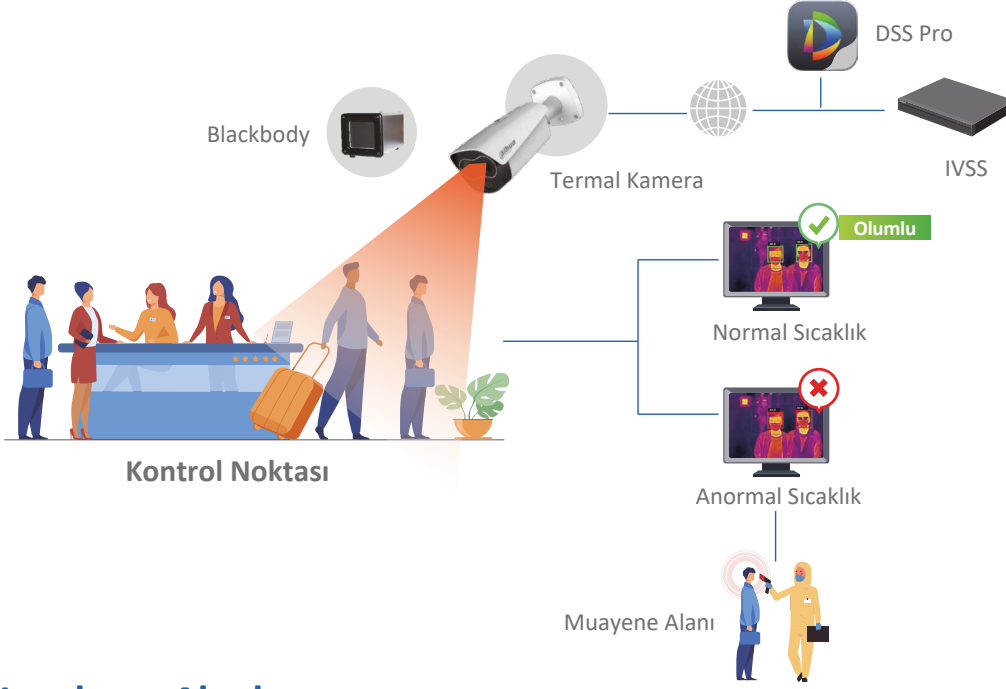 DSS Pro
Blackbody
IVSS
Termal Kamera
Olumlu
Normal Sıcaklık
Kontrol Noktası
Anormal Sıcaklık
Muayene Alanı